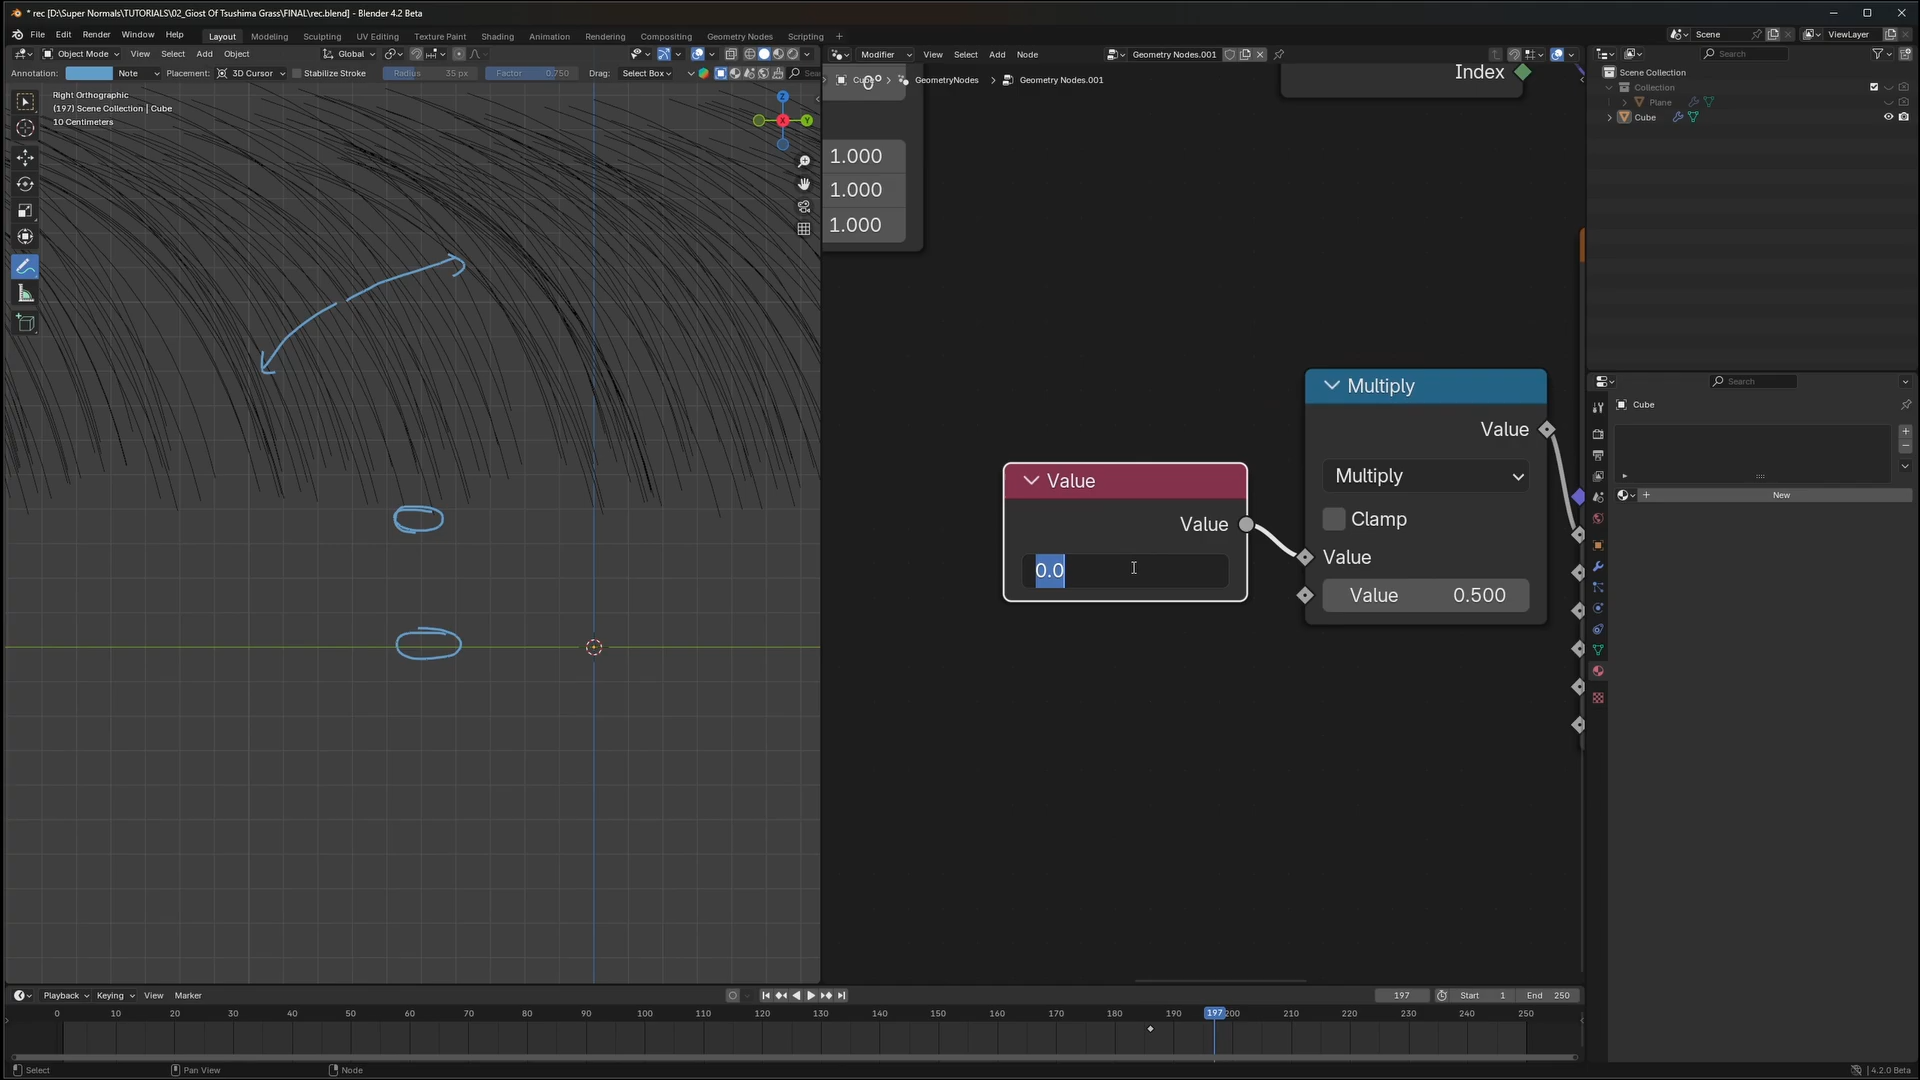 * rec [D:\Super Normals\TUTORIALS\02_Giost Of Tsushima Grass\FINAL\rec.blend] - Blender 4.2 Beta
File Edit Render Window Help Layout Modeling Sculpting UV Editing Texture Paint Shading Animation Rendering Compositing Geometry Nodes Scripting + Scene ViewLayer
Object Mode View Select Add Object Global Modifier View Select Add Node Geometry Nodes.001 Search
Annotation: Note Placement: 3D Cursor Stabilize Stroke Radius 35 px Factor 0.750 Drag: Select Box
Right Orthographic
(197) Scene Collection | Cube
10 Centimeters
Z
X
Y
0°
GeometryNodes > Geometry Nodes.001
1.000
1.000
1.000
Index
Multiply
Value
Multiply
Clamp
Value
Value 0.500
Value
Value
0.0
Scene Collection
Collection
Plane
Cube
Search
Cube
+ New
Playback Keying View Marker 197 Start 1 End 250
0 10 20 30 40 50 60 70 80 90 100 110 120 130 140 150 160 170 180 190 197 200 210 220 230 240 250
Select Pan View Node 4.2.0 Beta